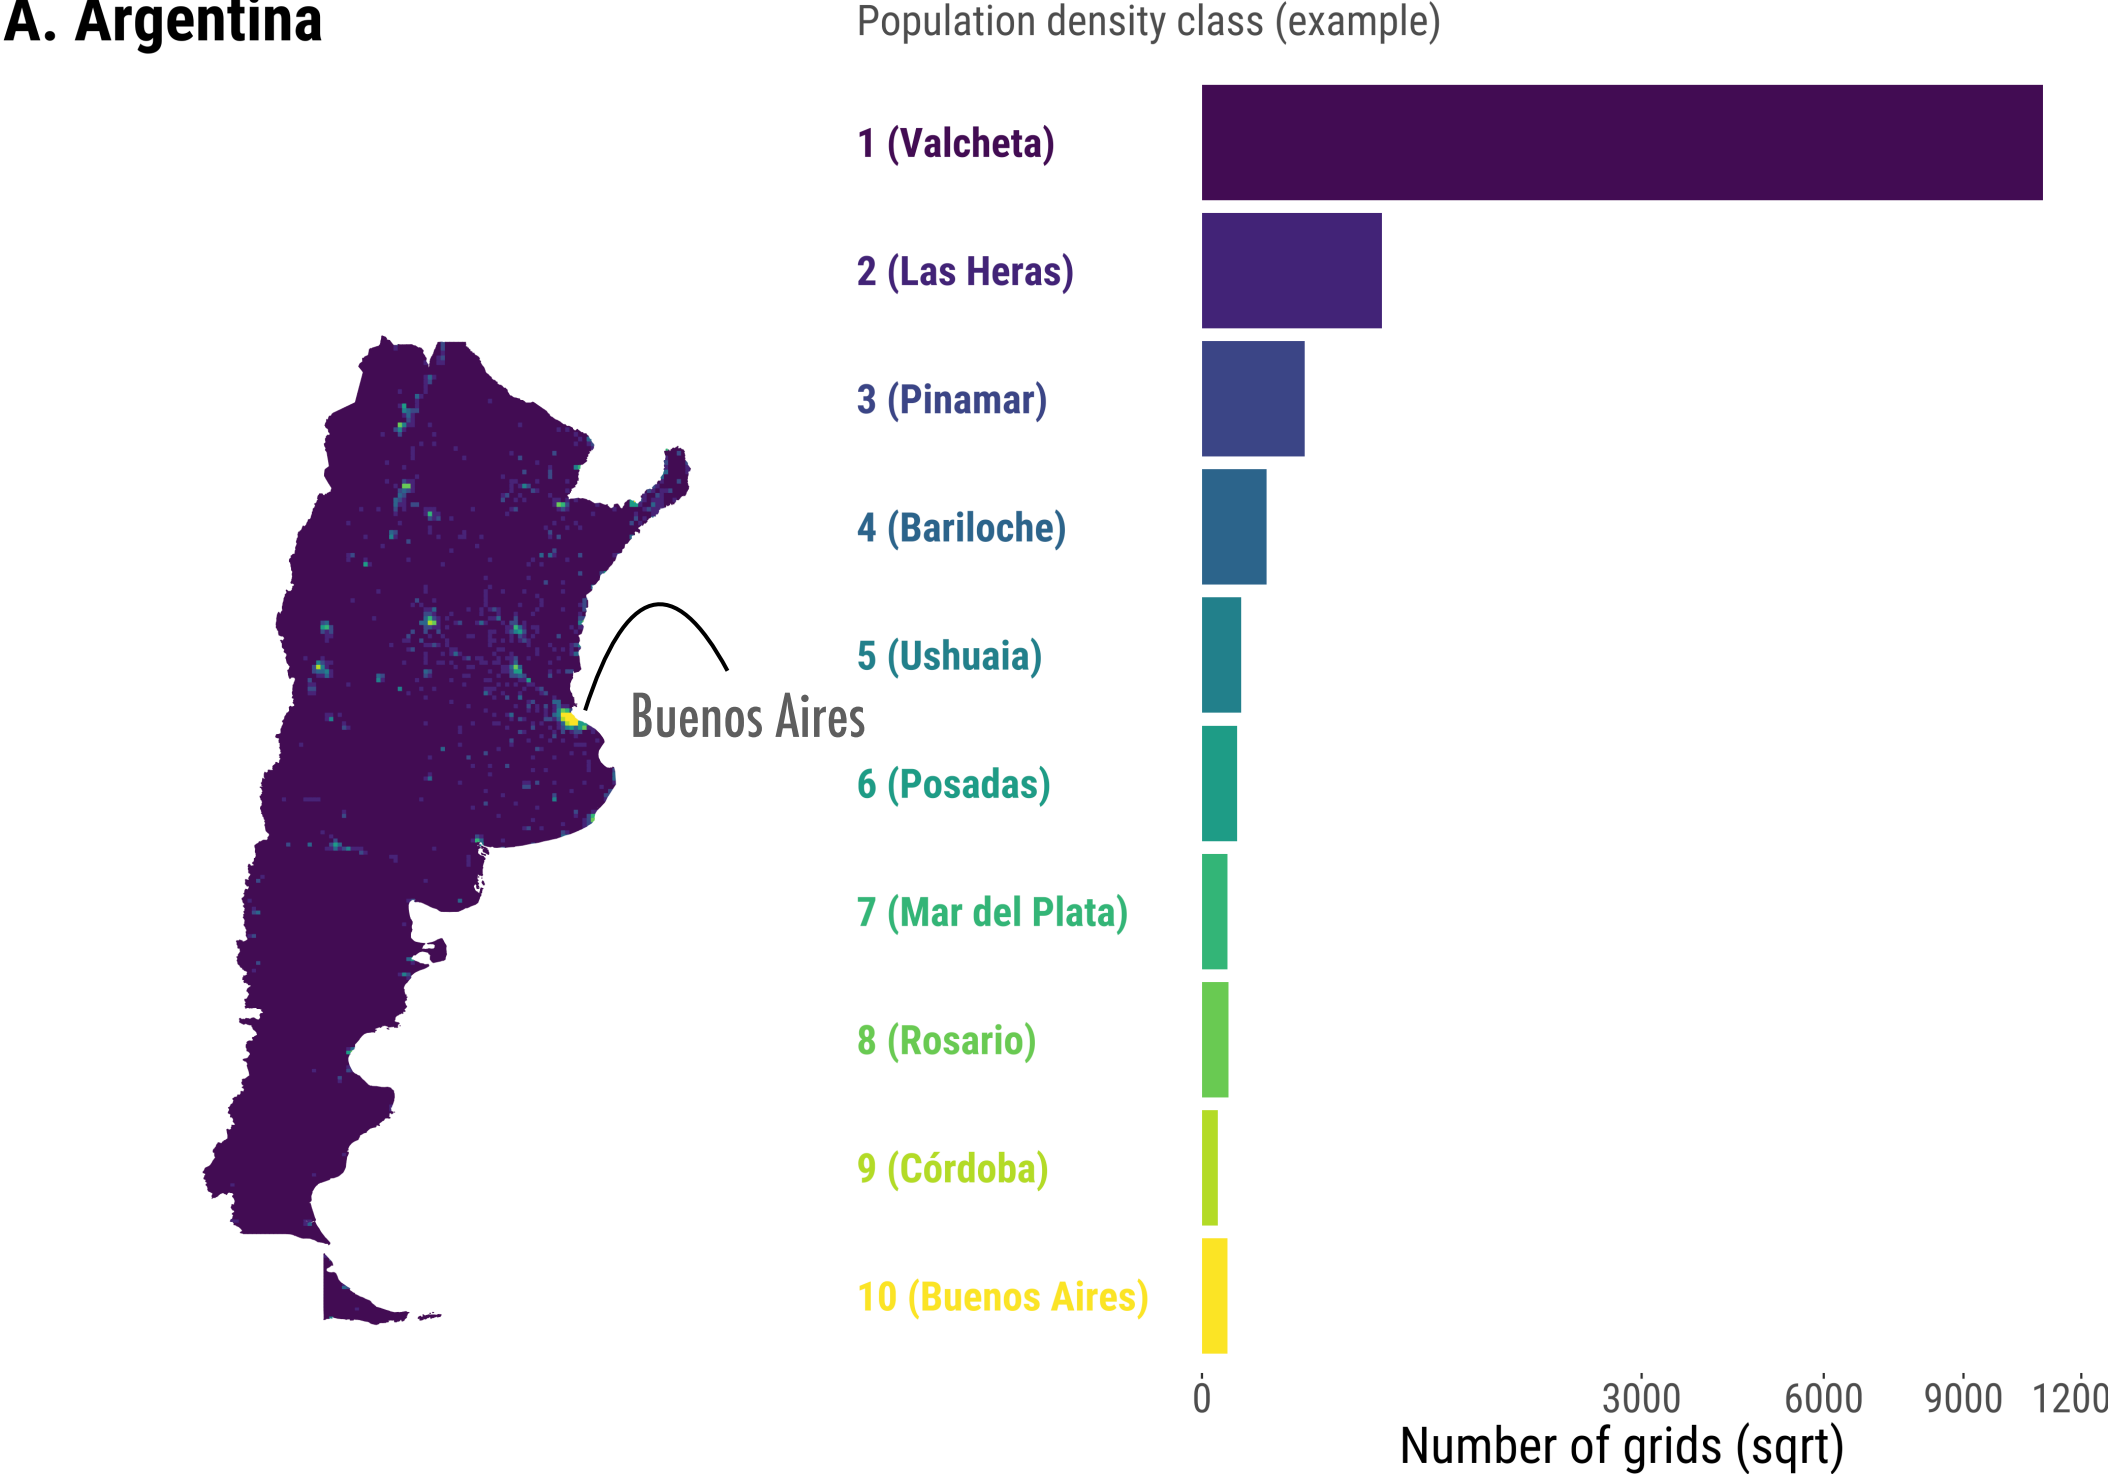 A. Argentina
Population density class (example)
1 (Valcheta)
2 (Las Heras)
3 (Pinamar)
4 (Bariloche)
5 (Ushuaia)
6 (Posadas)
7 (Mar del Plata)
8 (Rosario)
9 (Córdoba)
10 (Buenos Aires)
Buenos Aires
0 3000 6000 9000 1200
Number of grids (sqrt)